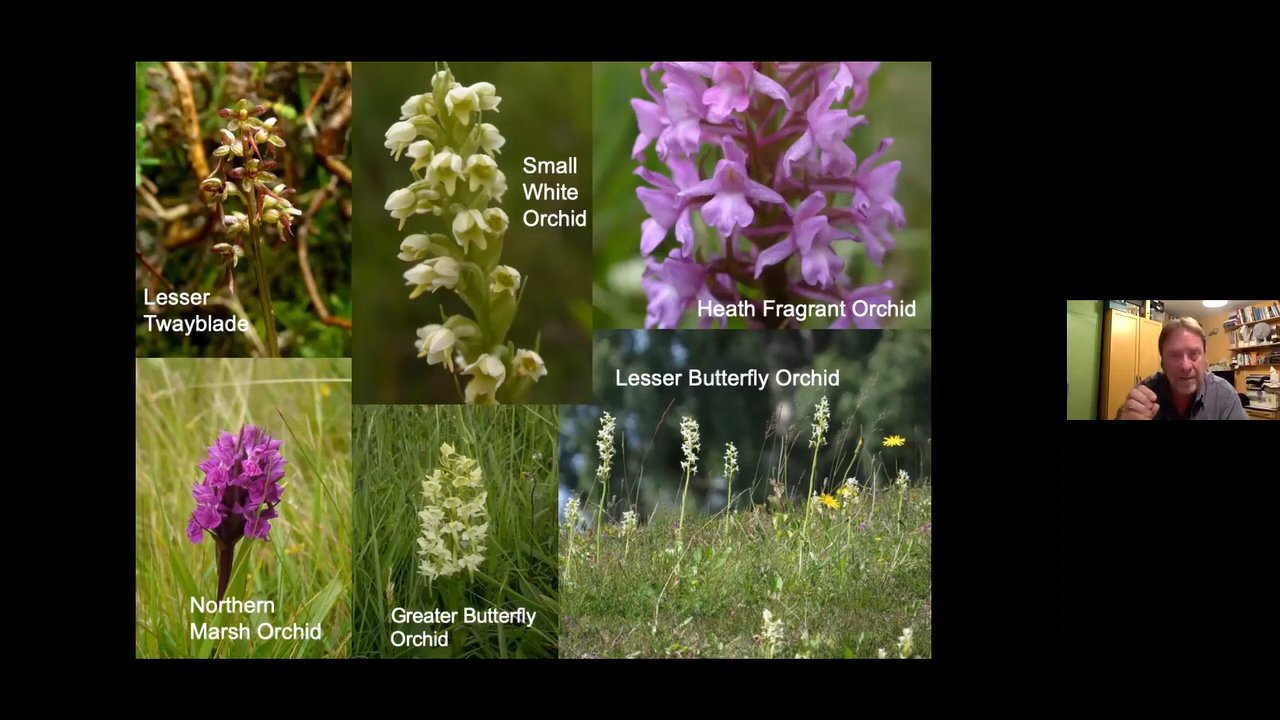 Lesser
Twayblade
Small
White
Orchid
Heath Fragrant Orchid
Lesser Butterfly Orchid
Northern
Marsh Orchid
Greater Butterfly
Orchid